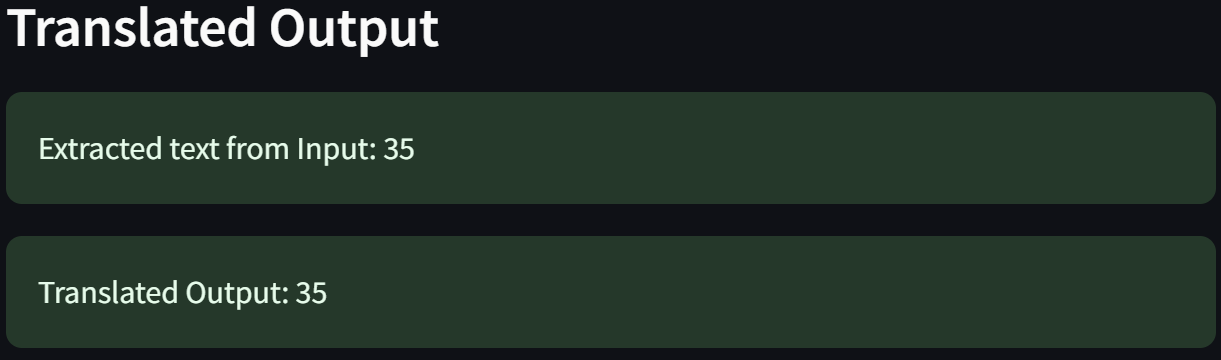 Translated Output
Extracted text from Input: 35
Translated Output: 35